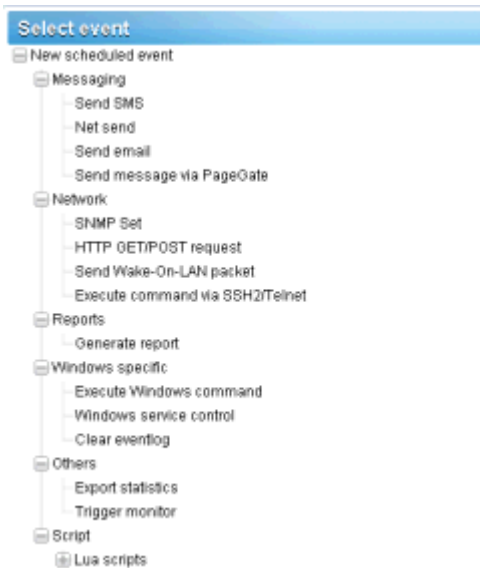 Select event
New scheduled event
Messaging
Send SMS
Net send
Send email
Send message via PageGate
Network
SNMP Set
HTTP GET/POST request
Send Wake-On-LAN packet
Execute command via SSH2/Telnet
Reports
Generate report
Windows specific
Execute Windows command
Windows service control
Clear eventlog
Others
Export statistics
Trigger monitor
Script
Lua scripts